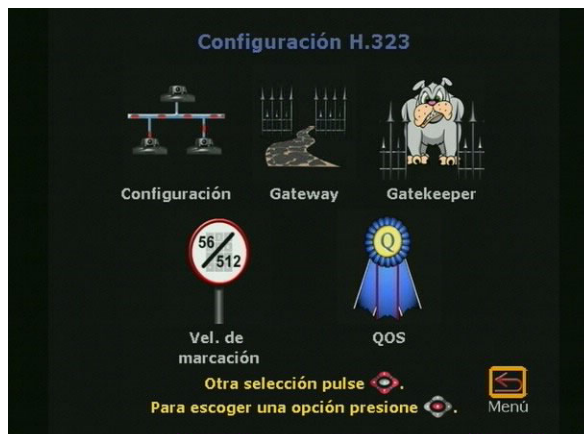 Configuración H.323
Configuración Gateway Gatekeeper
56
512
Q
Vel. de
marcación
QOS
Otra selección pulse .
Para escoger una opción presione .
Menú